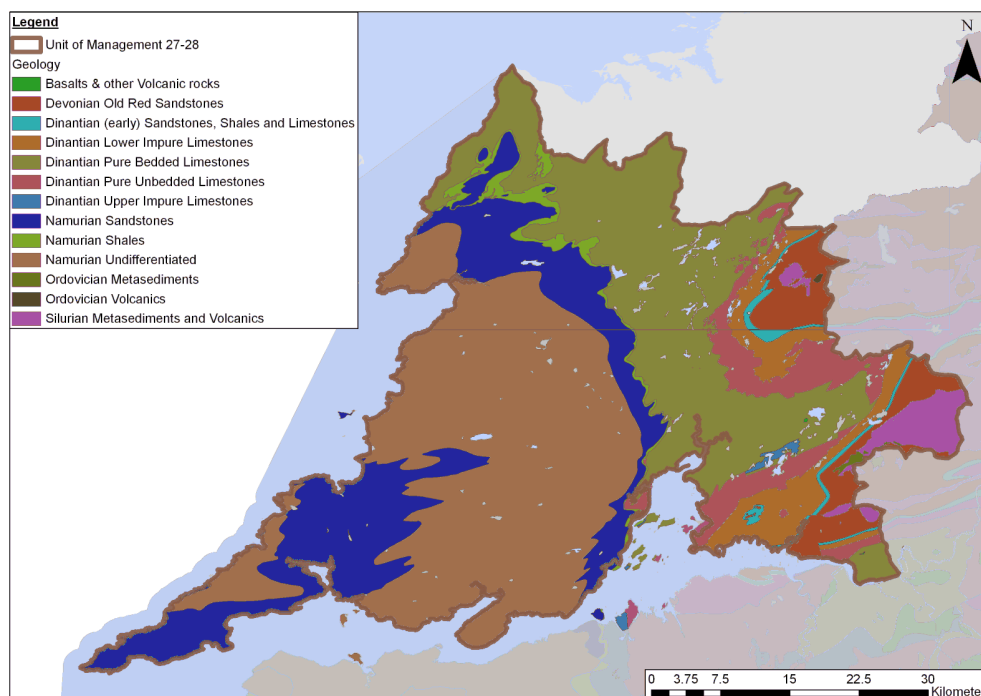 Legend
Unit of Management 27-28
Geology
Basalts & other Volcanic rocks
Devonian Old Red Sandstones
Dinantian (early) Sandstones, Shales and Limestones
Dinantian Lower Impure Limestones
Dinantian Pure Bedded Limestones
Dinantian Pure Unbedded Limestones
Dinantian Upper Impure Limestones
Namurian Sandstones
Namurian Shales
Namurian Undifferentiated
Ordovician Metasediments
Ordovician Volcanics
Silurian Metasediments and Volcanics
N
0 3.75 7.5 15 22.5 30
Kilomete